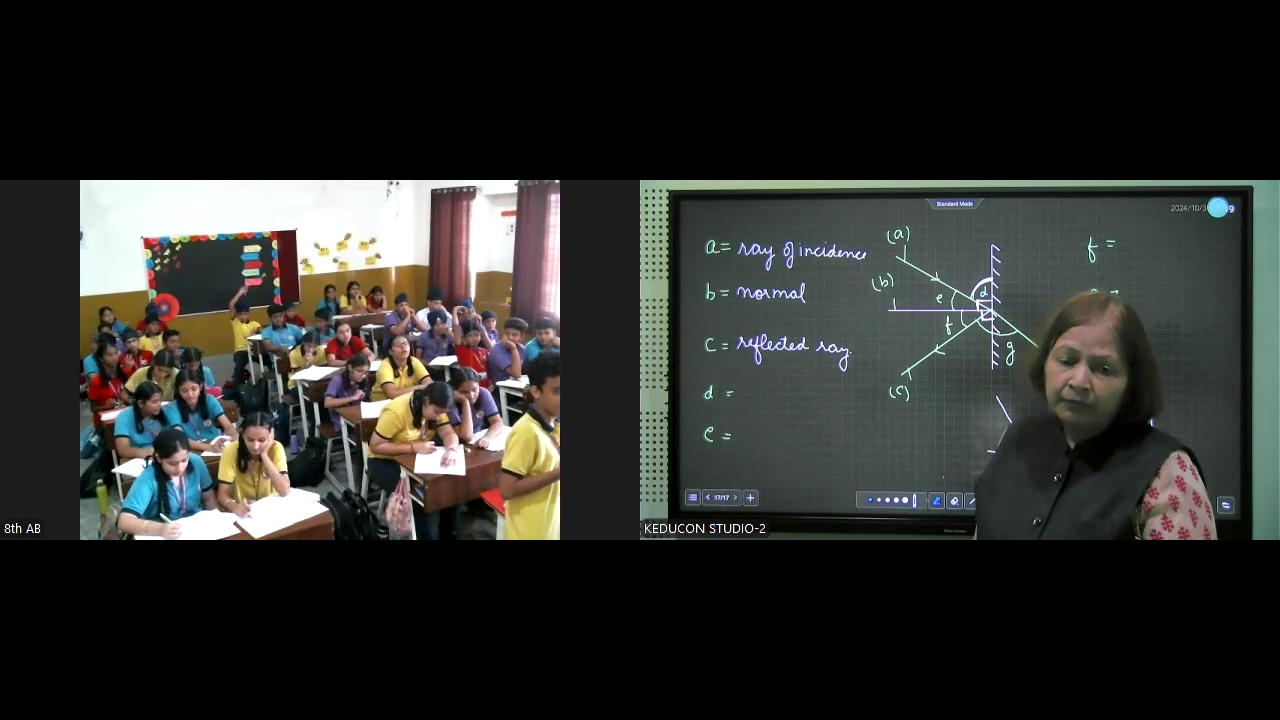 Standard Mode
2024/10/3
a = ray of incidence
(a)
f =
b = normal
(b)
e
d
f
c = reflected ray.
g
(c)
d =
e =
17/17
8th AB
KEDUCON STUDIO-2